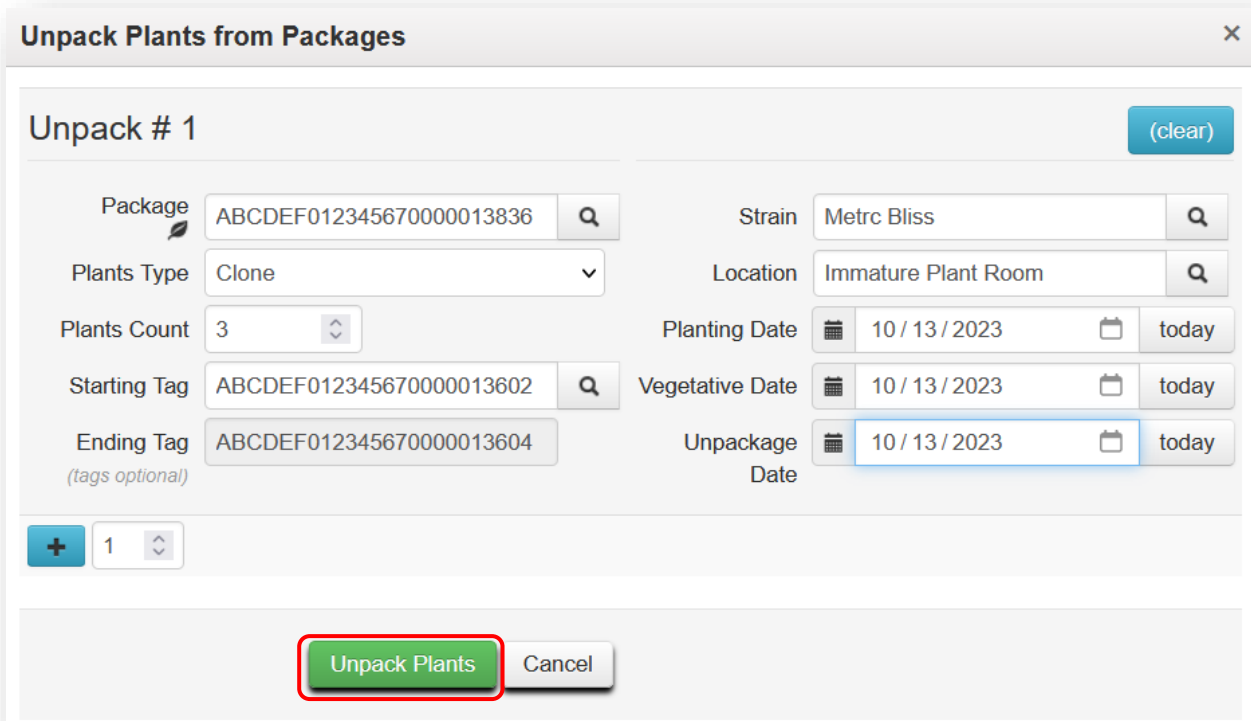 Unpack Plants from Packages ×
Unpack # 1 (clear)
Package ABCDEF012345670000013836
Plants Type Clone
Plants Count 3
Starting Tag ABCDEF012345670000013602
Ending Tag ABCDEF012345670000013604
(tags optional)
Strain Metrc Bliss
Location Immature Plant Room
Planting Date 10 / 13 / 2023 today
Vegetative Date 10 / 13 / 2023 today
Unpackage 10 / 13 / 2023 today
Date
+ 1
Unpack Plants Cancel